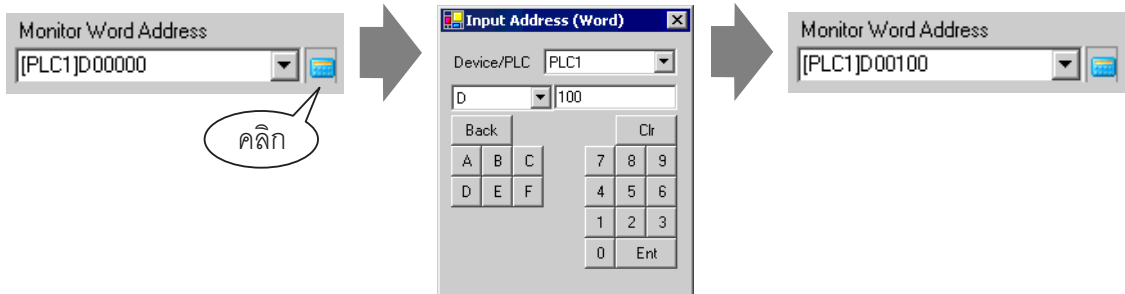 Monitor Word Address
[PLC1]D00000
คลิก
Input Address (Word)
Device/PLC PLC1
D 100
Back Clr
A B C 7 8 9
D E F 4 5 6
1 2 3
0 Ent
Monitor Word Address
[PLC1]D00100